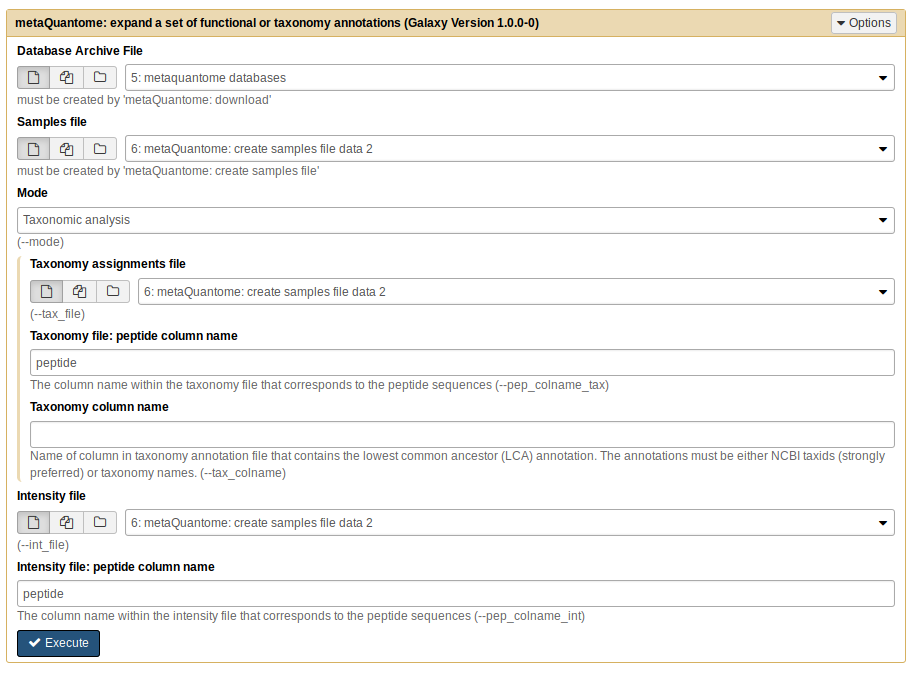 metaQuantome: expand a set of functional or taxonomy annotations (Galaxy Version 1.0.0-0)
Options
Database Archive File
5: metaquantome databases
must be created by 'metaQuantome: download'
Samples file
6: metaQuantome: create samples file data 2
must be created by 'metaQuantome: create samples file'
Mode
Taxonomic analysis
(--mode)
Taxonomy assignments file
6: metaQuantome: create samples file data 2
(--tax_file)
Taxonomy file: peptide column name
peptide
The column name within the taxonomy file that corresponds to the peptide sequences (--pep_colname_tax)
Taxonomy column name
Name of column in taxonomy annotation file that contains the lowest common ancestor (LCA) annotation. The annotations must be either NCBI taxids (strongly
preferred) or taxonomy names. (--tax_colname)
Intensity file
6: metaQuantome: create samples file data 2
(--int_file)
Intensity file: peptide column name
peptide
The column name within the intensity file that corresponds to the peptide sequences (--pep_colname_int)
Execute